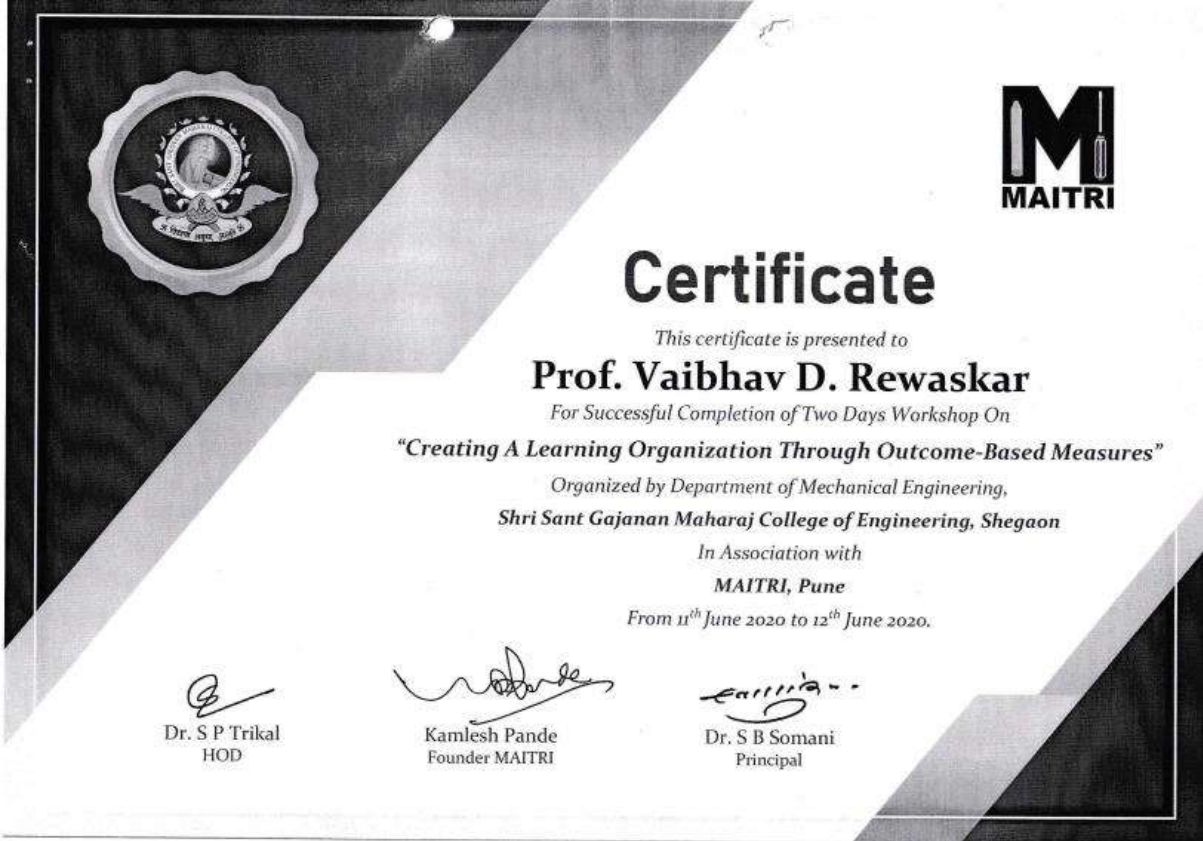 MAITRI
Certificate
This certificate is presented to
Prof. Vaibhav D. Rewaskar
For Successful Completion of Two Days Workshop On
“Creating A Learning Organization Through Outcome-Based Measures”
Organized by Department of Mechanical Engineering,
Shri Sant Gajanan Maharaj College of Engineering, Shegaon
In Association with
MAITRI, Pune
From 11th June 2020 to 12th June 2020.
Dr. S P Trikal
HOD
Kamlesh Pande
Founder MAITRI
Dr. S B Somani
Principal